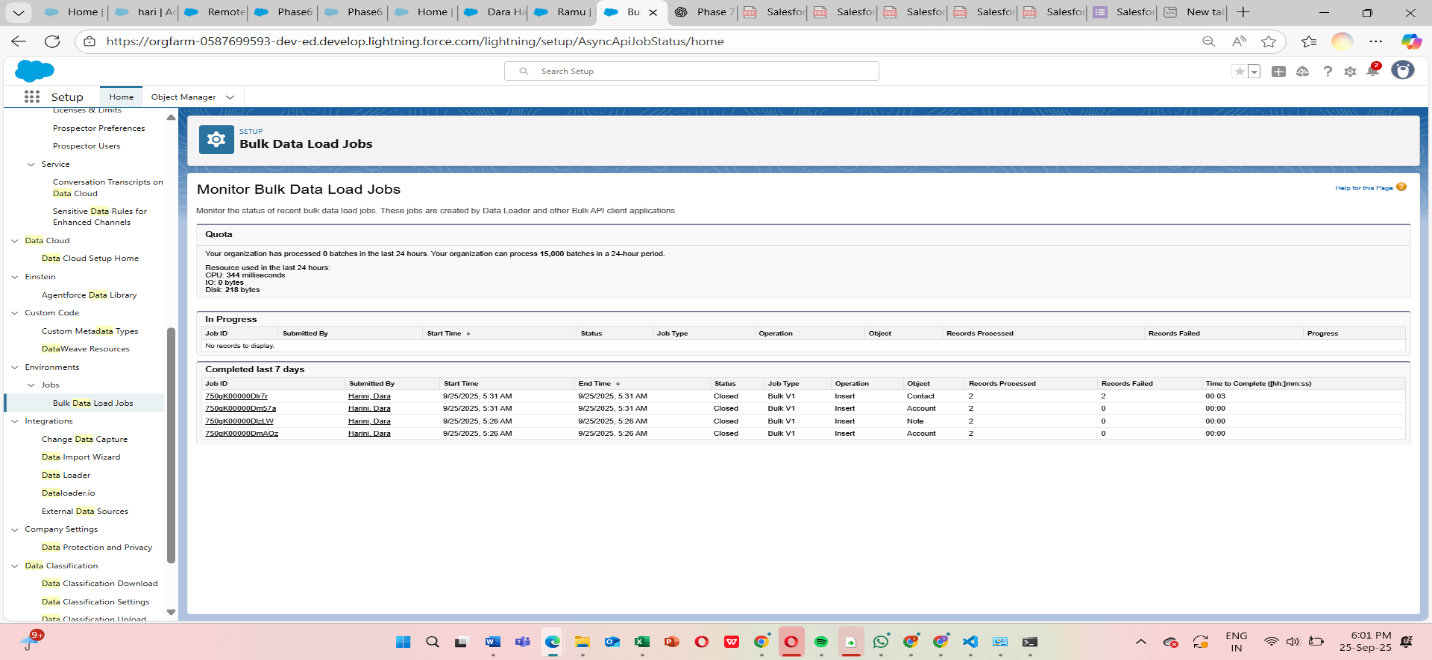 Home |
hari | A
Remote
Phase6
Phase6
Home |
Dara Ha
Ramu |
Bu
Phase 7
Salesfor
Salesfor
Salesfor
Salesfor
Salesfor
Salesfor
New tab
https://orgfarm-0587699593-dev-ed.develop.lightning.force.com/lightning/setup/AsyncApiJobStatus/home
Search Setup
2
Setup Home Object Manager
Licenses & Limits
Prospector Preferences
Prospector Users
Service
Conversation Transcripts on
Data Cloud
Sensitive Data Rules for
Enhanced Channels
Data Cloud
Data Cloud Setup Home
Einstein
Agentforce Data Library
Custom Code
Custom Metadata Types
DataWeave Resources
Environments
Jobs
Bulk Data Load Jobs
Integrations
Change Data Capture
Data Import Wizard
Data Loader
Dataloader.io
External Data Sources
Company Settings
Data Protection and Privacy
Data Classification
Data Classification Download
Data Classification Settings
Data Classification Upload
SETUP
Bulk Data Load Jobs
Monitor Bulk Data Load Jobs
Help for this Page ?
Monitor the status of recent bulk data load jobs. These jobs are created by Data Loader and other Bulk API client applications.
Quota
Your organization has processed 0 batches in the last 24 hours. Your organization can process 15,000 batches in a 24-hour period.
Resource used in the last 24 hours:
CPU: 344 milliseconds
IO: 0 bytes
Disk: 218 bytes
In Progress
Job ID Submitted By Start Time Status Job Type Operation Object Records Processed Records Failed Progress
No records to display.
Completed last 7 days
Job ID Submitted By Start Time End Time Status Job Type Operation Object Records Processed Records Failed Time to Complete ([hh:]mm:ss)
750gK00000DIr7r Harini, Dara 9/25/2025, 5:31 AM 9/25/2025, 5:31 AM Closed Bulk V1 Insert Contact 2 2 00:03
750gK00000Dm57a Harini, Dara 9/25/2025, 5:31 AM 9/25/2025, 5:31 AM Closed Bulk V1 Insert Account 2 0 00:00
750gK00000DlzLW Harini, Dara 9/25/2025, 5:26 AM 9/25/2025, 5:26 AM Closed Bulk V1 Insert Note 2 0 00:00
750gK00000DmAOz Harini, Dara 9/25/2025, 5:26 AM 9/25/2025, 5:26 AM Closed Bulk V1 Insert Account 2 0 00:00
9+
ENG
IN
6:01 PM
25-Sep-25